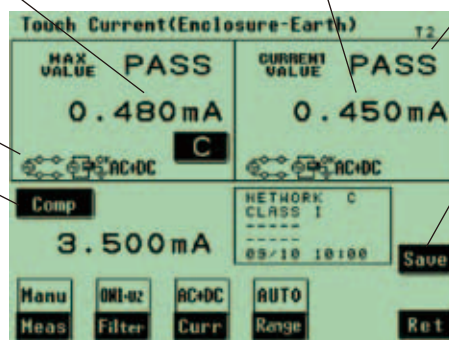 Touch Current(Enclosure-Earth)
T2
MAX VALUE PASS
0.480mA
C
AC+DC
CURRENT VALUE PASS
0.450mA
AC+DC
Comp
3.500mA
NETWORK C
CLASS I
-----
-----
09/10 10:00
Save
Manu
AC+DC
AUTO
Meas
Filter
Curr
Range
Ret